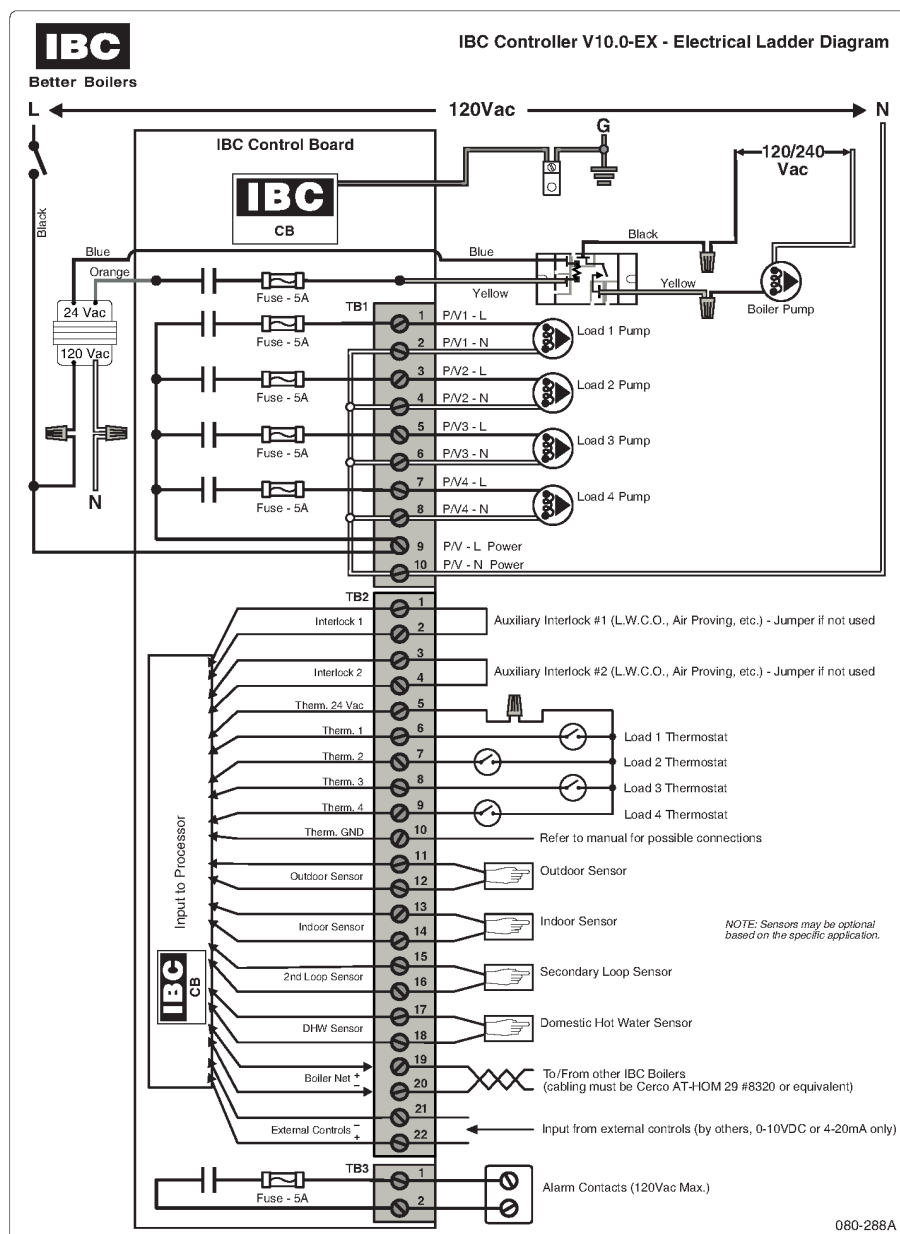 IBC
Better Boilers
IBC Controller V10.0-EX - Electrical Ladder Diagram
L
120Vac
N
IBC Control Board
G
120/240
Vac
IBC
CB
Black
Blue
Orange
Blue
Black
Fuse - 5A
Yellow
Yellow
Boiler Pump
24 Vac
120 Vac
N
TB1
1
P/V1 - L
Load 1 Pump
Fuse - 5A
2
P/V1 - N
3
P/V2 - L
Load 2 Pump
Fuse - 5A
4
P/V2 - N
5
P/V3 - L
Load 3 Pump
Fuse - 5A
6
P/V3 - N
7
P/V4 - L
Load 4 Pump
Fuse - 5A
8
P/V4 - N
9
P/V - L Power
10
P/V - N Power
TB2
1
Interlock 1
2
Auxiliary Interlock #1 (L.W.C.O., Air Proving, etc.) - Jumper if not used
3
Interlock 2
4
Auxiliary Interlock #2 (L.W.C.O., Air Proving, etc.) - Jumper if not used
Therm. 24 Vac
5
Therm. 1
6
Load 1 Thermostat
Therm. 2
7
Load 2 Thermostat
Therm. 3
8
Load 3 Thermostat
Therm. 4
9
Load 4 Thermostat
Therm. GND
10
Refer to manual for possible connections
Input to Processor
IBC
CB
11
Outdoor Sensor
12
Outdoor Sensor
13
Indoor Sensor
14
Indoor Sensor
NOTE: Sensors may be optional
based on the specific application.
15
2nd Loop Sensor
16
Secondary Loop Sensor
17
DHW Sensor
18
Domestic Hot Water Sensor
19
Boiler Net +
-
20
To/From other IBC Boilers
(cabling must be Cerco AT-HOM 29 #8320 or equivalent)
21
External Controls -
+
22
Input from external controls (by others, 0-10VDC or 4-20mA only)
TB3
1
Fuse - 5A
2
Alarm Contacts (120Vac Max.)
080-288A